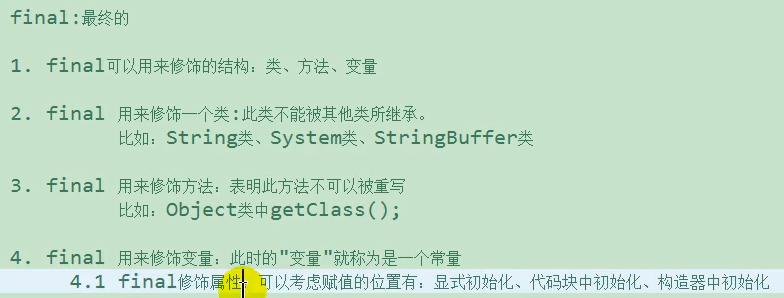 final:最终的
1. final可以用来修饰的结构：类、方法、变量
2. final 用来修饰一个类:此类不能被其他类所继承。
比如：String类、System类、StringBuffer类
3. final 用来修饰方法：表明此方法不可以被重写
比如：Object类中getClass();
4. final 用来修饰变量：此时的"变量"就称为是一个常量
4.1 final修饰属性：可以考虑赋值的位置有：显式初始化、代码块中初始化、构造器中初始化